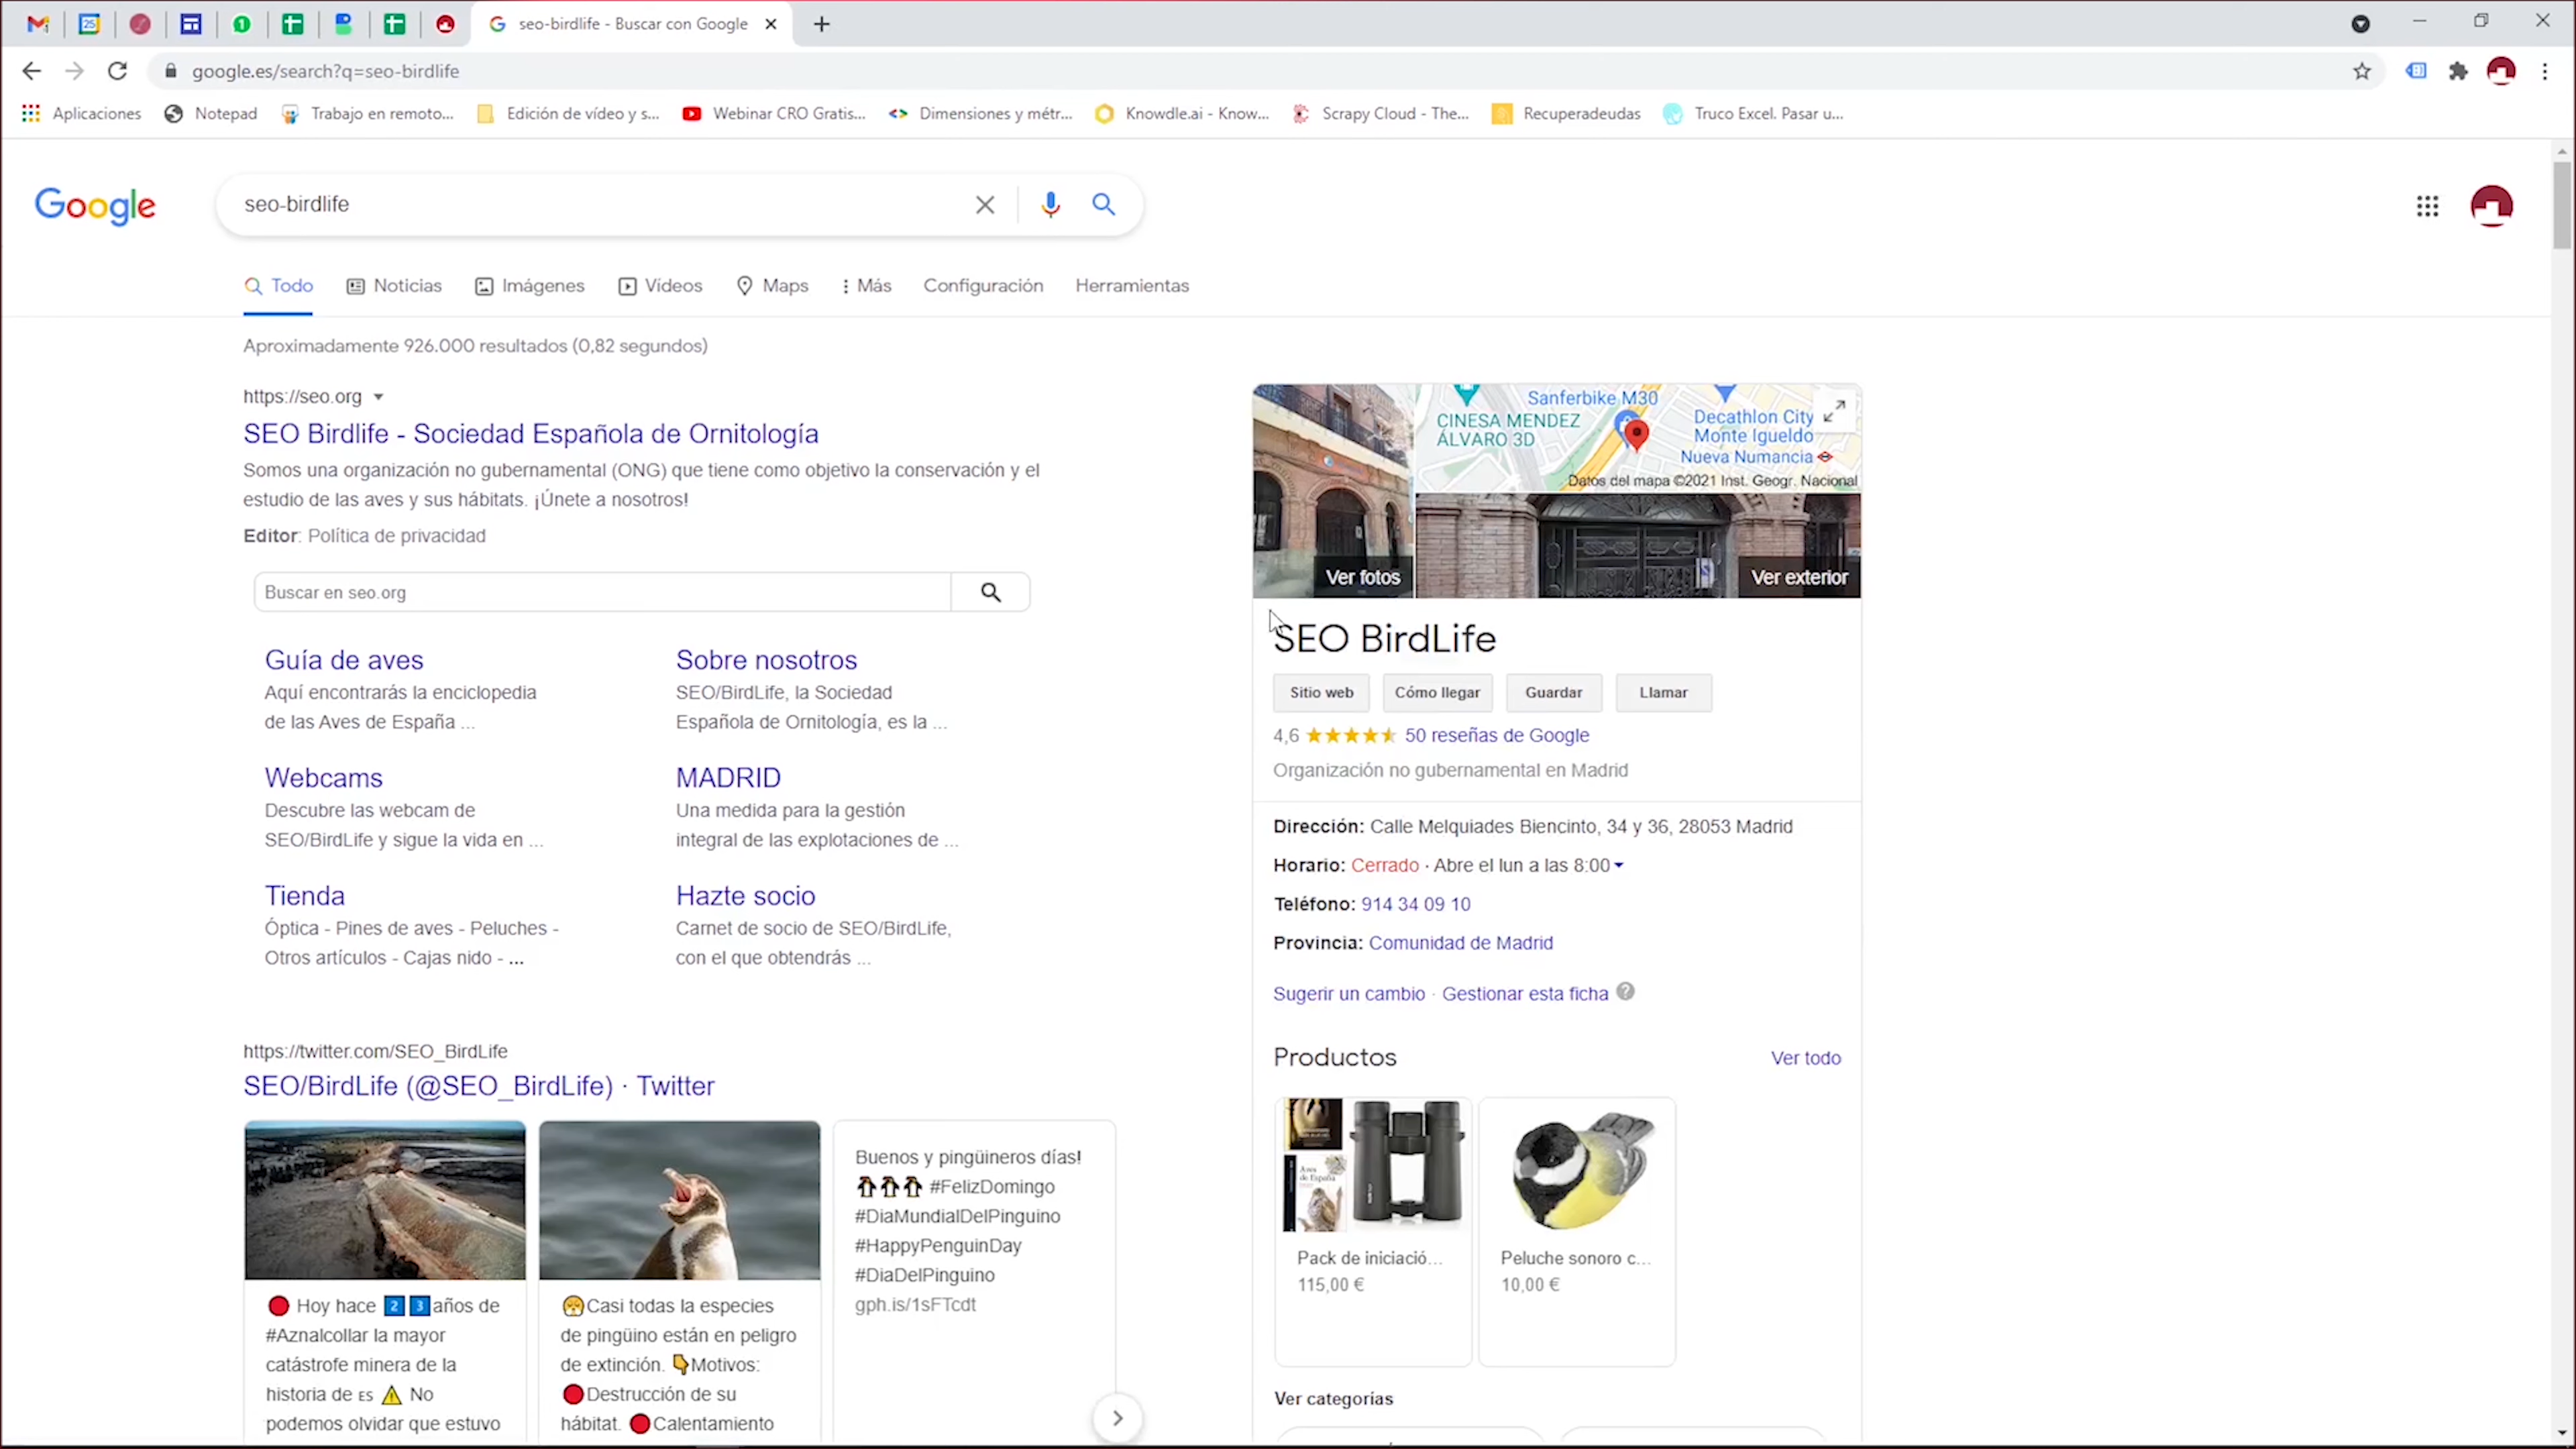 25
1
seo-birdlife - Buscar con Google
google.es/search?q=seo-birdlife
Aplicaciones
Notepad
Trabajo en remoto...
Edición de vídeo y s...
Webinar CRO Gratis...
Dimensiones y métr...
Knowdle.ai - Know...
Scrapy Cloud - The...
Recuperadeudas
Truco Excel. Pasar u...
Google
seo-birdlife
Todo
Noticias
Imágenes
Vídeos
Maps
Más
Configuración
Herramientas
Aproximadamente 926.000 resultados (0,82 segundos)
https://seo.org
SEO Birdlife - Sociedad Española de Ornitología
Somos una organización no gubernamental (ONG) que tiene como objetivo la conservación y el
estudio de las aves y sus hábitats. ¡Únete a nosotros!
Editor: Política de privacidad
Buscar en seo.org
Guía de aves
Aquí encontrarás la enciclopedia
de las Aves de España ...
Sobre nosotros
SEO/BirdLife, la Sociedad
Española de Ornitología, es la ...
Webcams
Descubre las webcam de
SEO/BirdLife y sigue la vida en ...
MADRID
Una medida para la gestión
integral de las explotaciones de ...
Tienda
Óptica - Pines de aves - Peluches -
Otros artículos - Cajas nido - ...
Hazte socio
Carnet de socio de SEO/BirdLife,
con el que obtendrás ...
https://twitter.com/SEO_BirdLife
SEO/BirdLife (@SEO_BirdLife) · Twitter
🔴 Hoy hace 2️⃣3️⃣años de
#Aznalcollar la mayor
catástrofe minera de la
historia de ES ⚠️ No
podemos olvidar que estuvo
Casi todas la especies
de pingüino están en peligro
de extinción. 👇Motivos:
🔴Destrucción de su
hábitat. 🔴Calentamiento
Buenos y pingüineros días!
🐧🐧🐧 #FelizDomingo
#DiaMundialDelPinguino
#HappyPenguinDay
#DiaDelPinguino
gph.is/1sFTcdt
Sanferbike M30
CINESA MENDEZ
ÁLVARO 3D
Decathlon City
Monte Igueldo
Nueva Numancia
Datos del mapa ©2021 Inst. Geogr. Nacional
Ver fotos
Ver exterior
SEO BirdLife
Sitio web
Cómo llegar
Guardar
Llamar
4,6 ★★★★★ 50 reseñas de Google
Organización no gubernamental en Madrid
Dirección: Calle Melquiades Biencinto, 34 y 36, 28053 Madrid
Horario: Cerrado · Abre el lun a las 8:00
Teléfono: 914 34 09 10
Provincia: Comunidad de Madrid
Sugerir un cambio · Gestionar esta ficha ?
Productos
Ver todo
Aves
de España
Pack de iniciació...
115,00 €
Peluche sonoro c...
10,00 €
Ver categorías